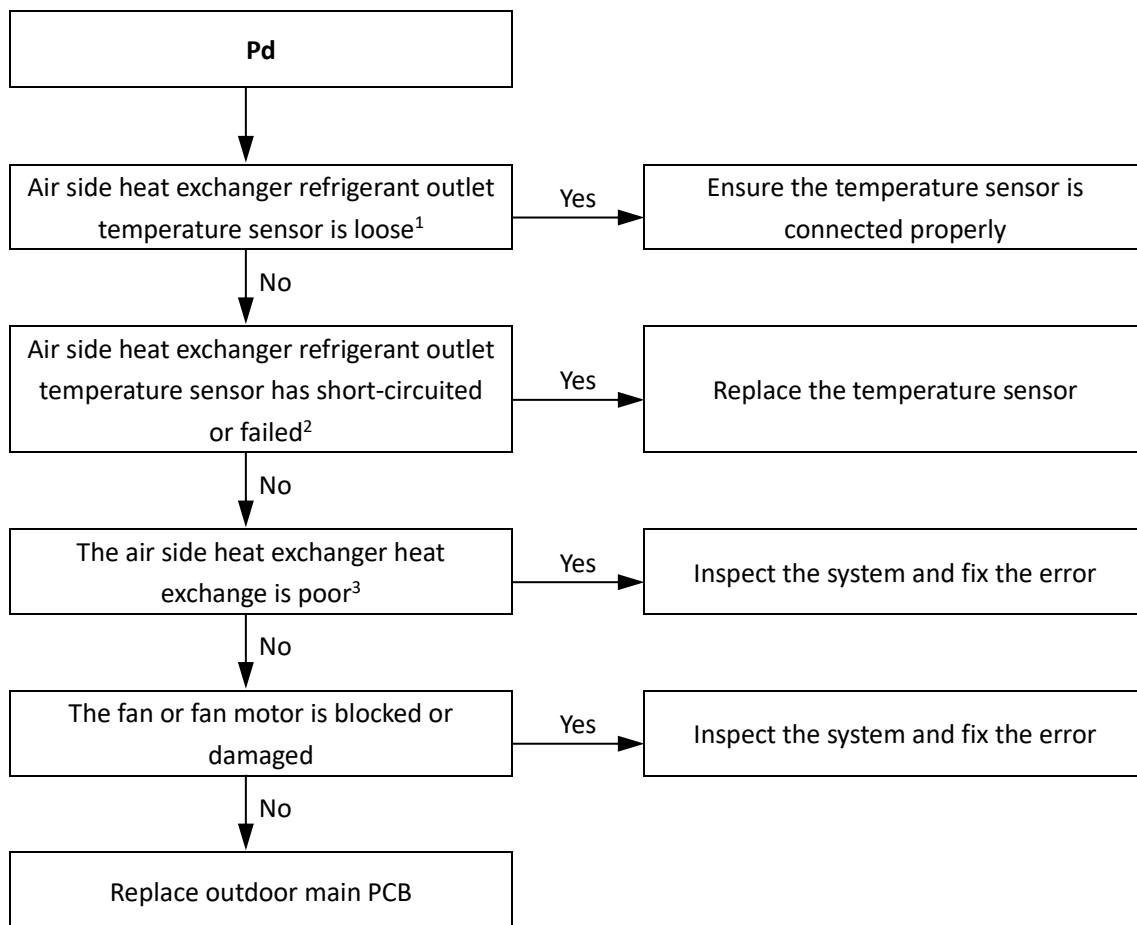 Pd
Air side heat exchanger refrigerant outlet
temperature sensor is loose1
Yes
Ensure the temperature sensor is
connected properly
No
Air side heat exchanger refrigerant outlet
temperature sensor has short-circuited
or failed2
Yes
Replace the temperature sensor
No
The air side heat exchanger heat
exchange is poor3
Yes
Inspect the system and fix the error
No
The fan or fan motor is blocked or
damaged
Yes
Inspect the system and fix the error
No
Replace outdoor main PCB